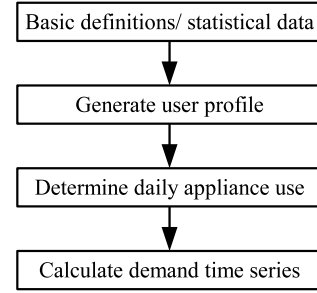 Basic definitions/ statistical data
Generate user profile
Determine daily appliance use
Calculate demand time series